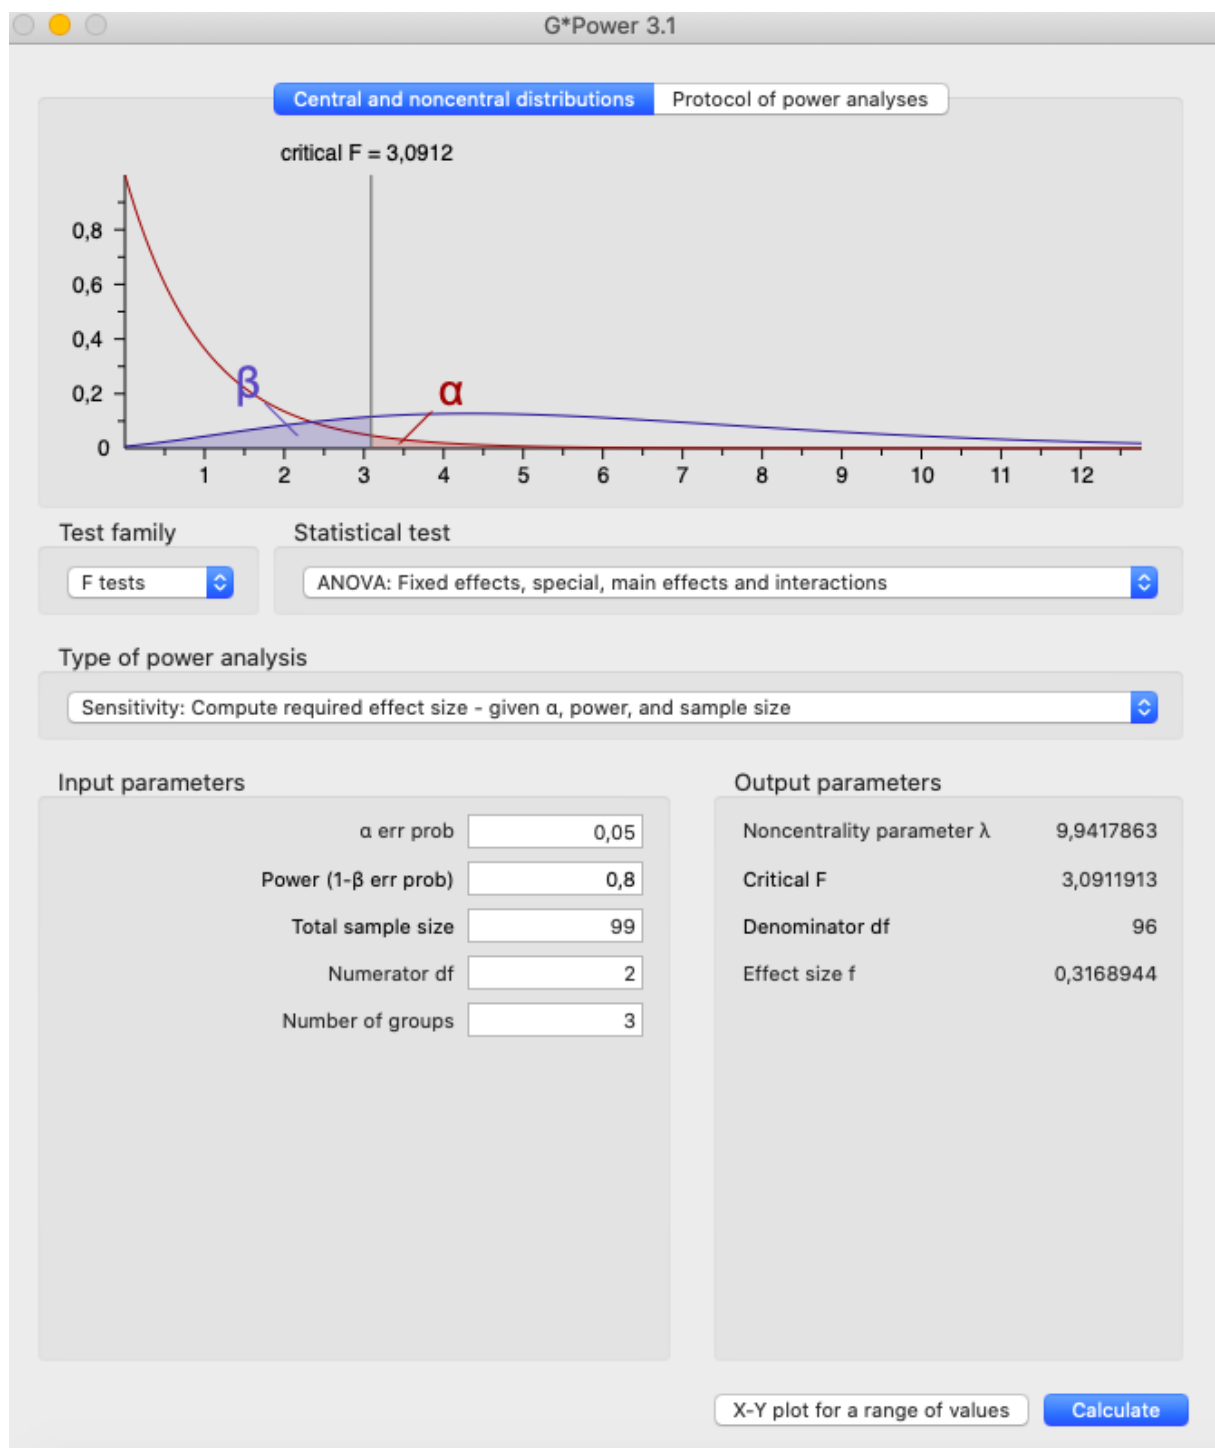 G*Power 3.1
Central and noncentral distributions Protocol of power analyses
critical F = 3,0912
0,8
0,6
0,4
0,2
0
β
α
1 2 3 4 5 6 7 8 9 10 11 12
Test family
Statistical test
F tests
ANOVA: Fixed effects, special, main effects and interactions
Type of power analysis
Sensitivity: Compute required effect size - given α, power, and sample size
Input parameters
α err prob 0,05
Power (1-β err prob) 0,8
Total sample size 99
Numerator df 2
Number of groups 3
Output parameters
Noncentrality parameter λ 9,9417863
Critical F 3,0911913
Denominator df 96
Effect size f 0,3168944
X-Y plot for a range of values
Calculate